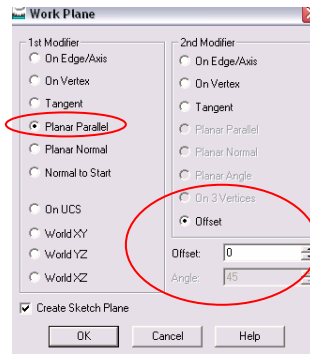 Work Plane
1st Modifier
On Edge/Axis
On Vertex
Tangent
Planar Parallel
Planar Normal
Normal to Start
On UCS
World XY
World YZ
World XZ
2nd Modifier
On Edge/Axis
On Vertex
Tangent
Planar Parallel
Planar Normal
Planar Angle
On 3 Vertices
Offset
Offset: 0
Angle: 45
Create Sketch Plane
OK Cancel Help